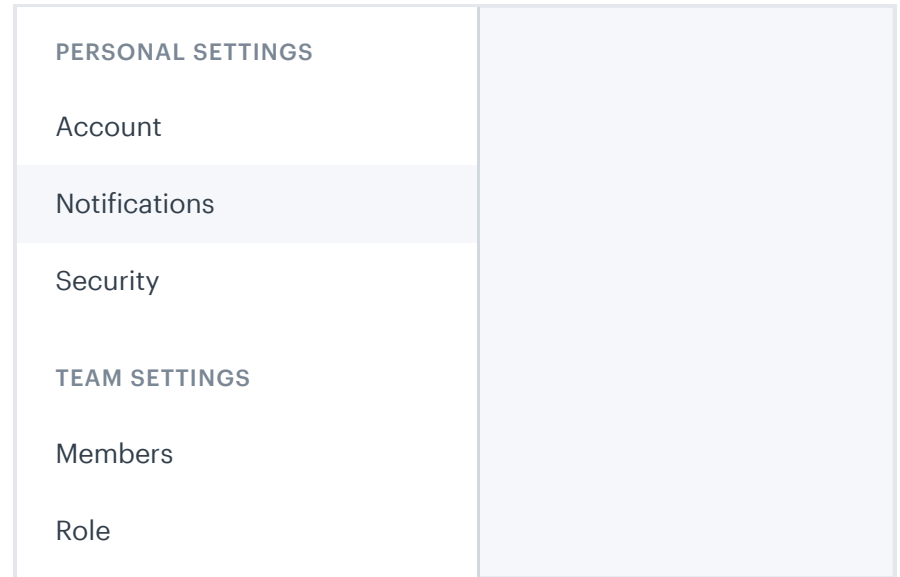 PERSONAL SETTINGS
Account
Notifications
Security
TEAM SETTINGS
Members
Role